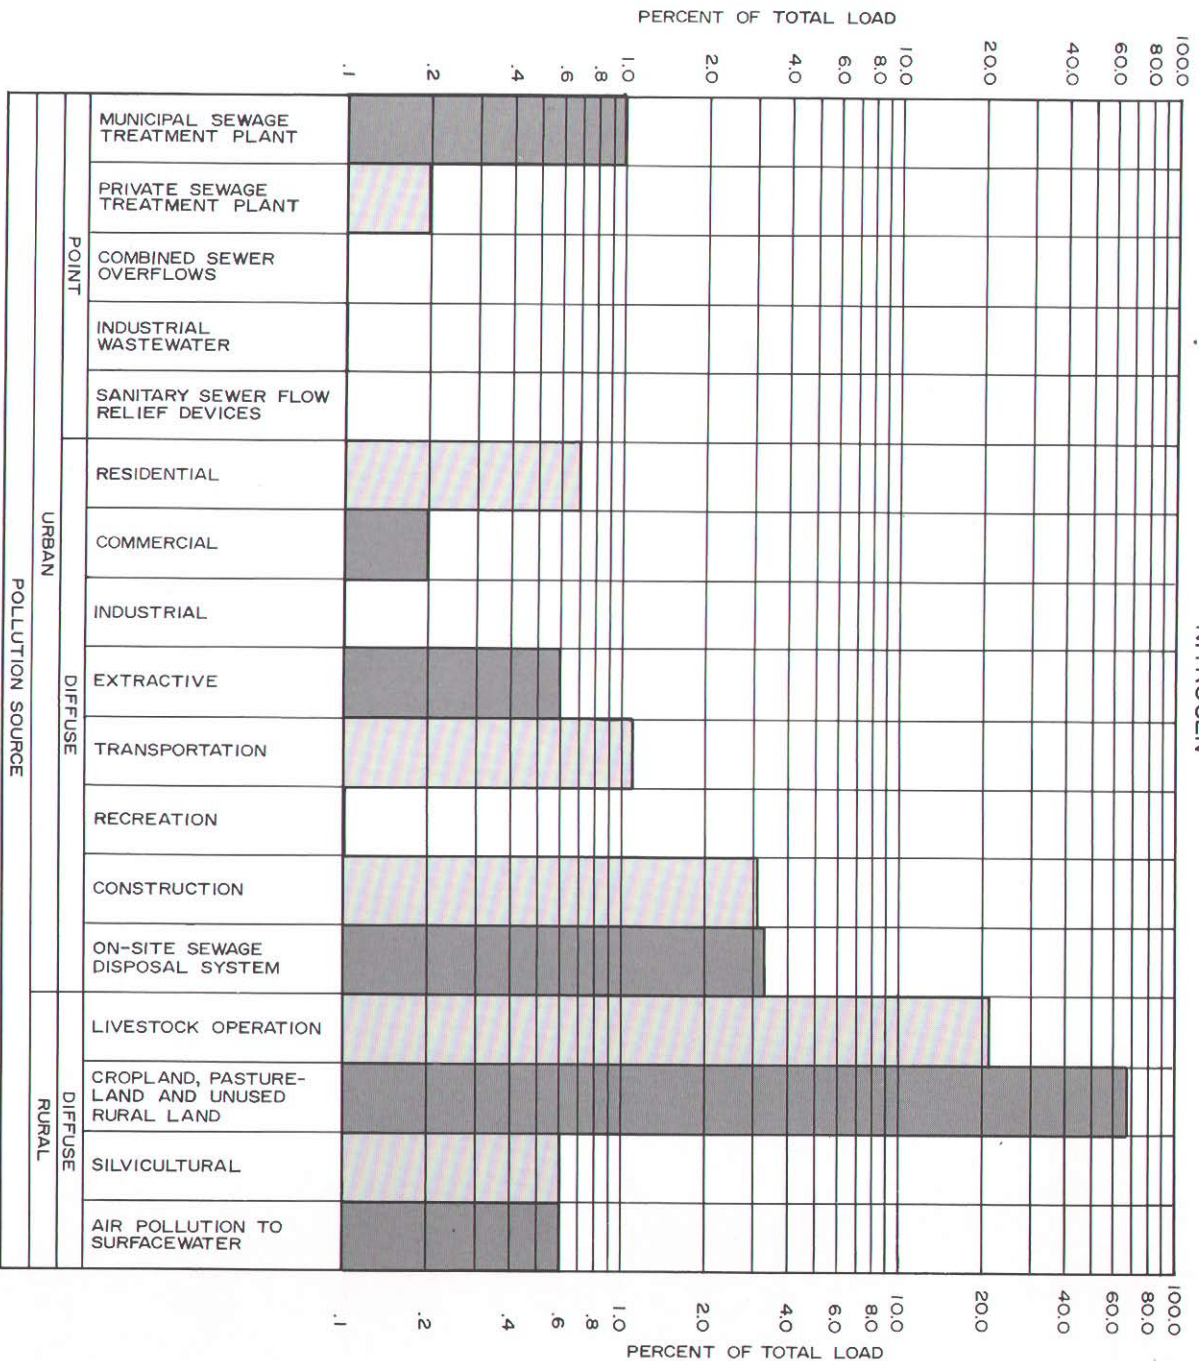 PERCENT OF TOTAL LOAD
.1 .2 .4 .6 .8 1.0 2.0 4.0 6.0 8.0 10.0 20.0 40.0 60.0 80.0 100.0
MUNICIPAL SEWAGE
TREATMENT PLANT
PRIVATE SEWAGE
TREATMENT PLANT
COMBINED SEWER
OVERFLOWS
INDUSTRIAL
WASTEWATER
SANITARY SEWER FLOW
RELIEF DEVICES
POINT
RESIDENTIAL
COMMERCIAL
INDUSTRIAL
EXTRACTIVE
TRANSPORTATION
RECREATION
CONSTRUCTION
ON-SITE SEWAGE
DISPOSAL SYSTEM
DIFFUSE
URBAN
LIVESTOCK OPERATION
CROPLAND, PASTURE-
LAND AND UNUSED
RURAL LAND
SILVICULTURAL
AIR POLLUTION TO
SURFACEWATER
DIFFUSE
RURAL
POLLUTION SOURCE
.1 .2 .4 .6 .8 1.0 2.0 4.0 6.0 8.0 10.0 20.0 40.0 60.0 80.0 100.0
PERCENT OF TOTAL LOAD